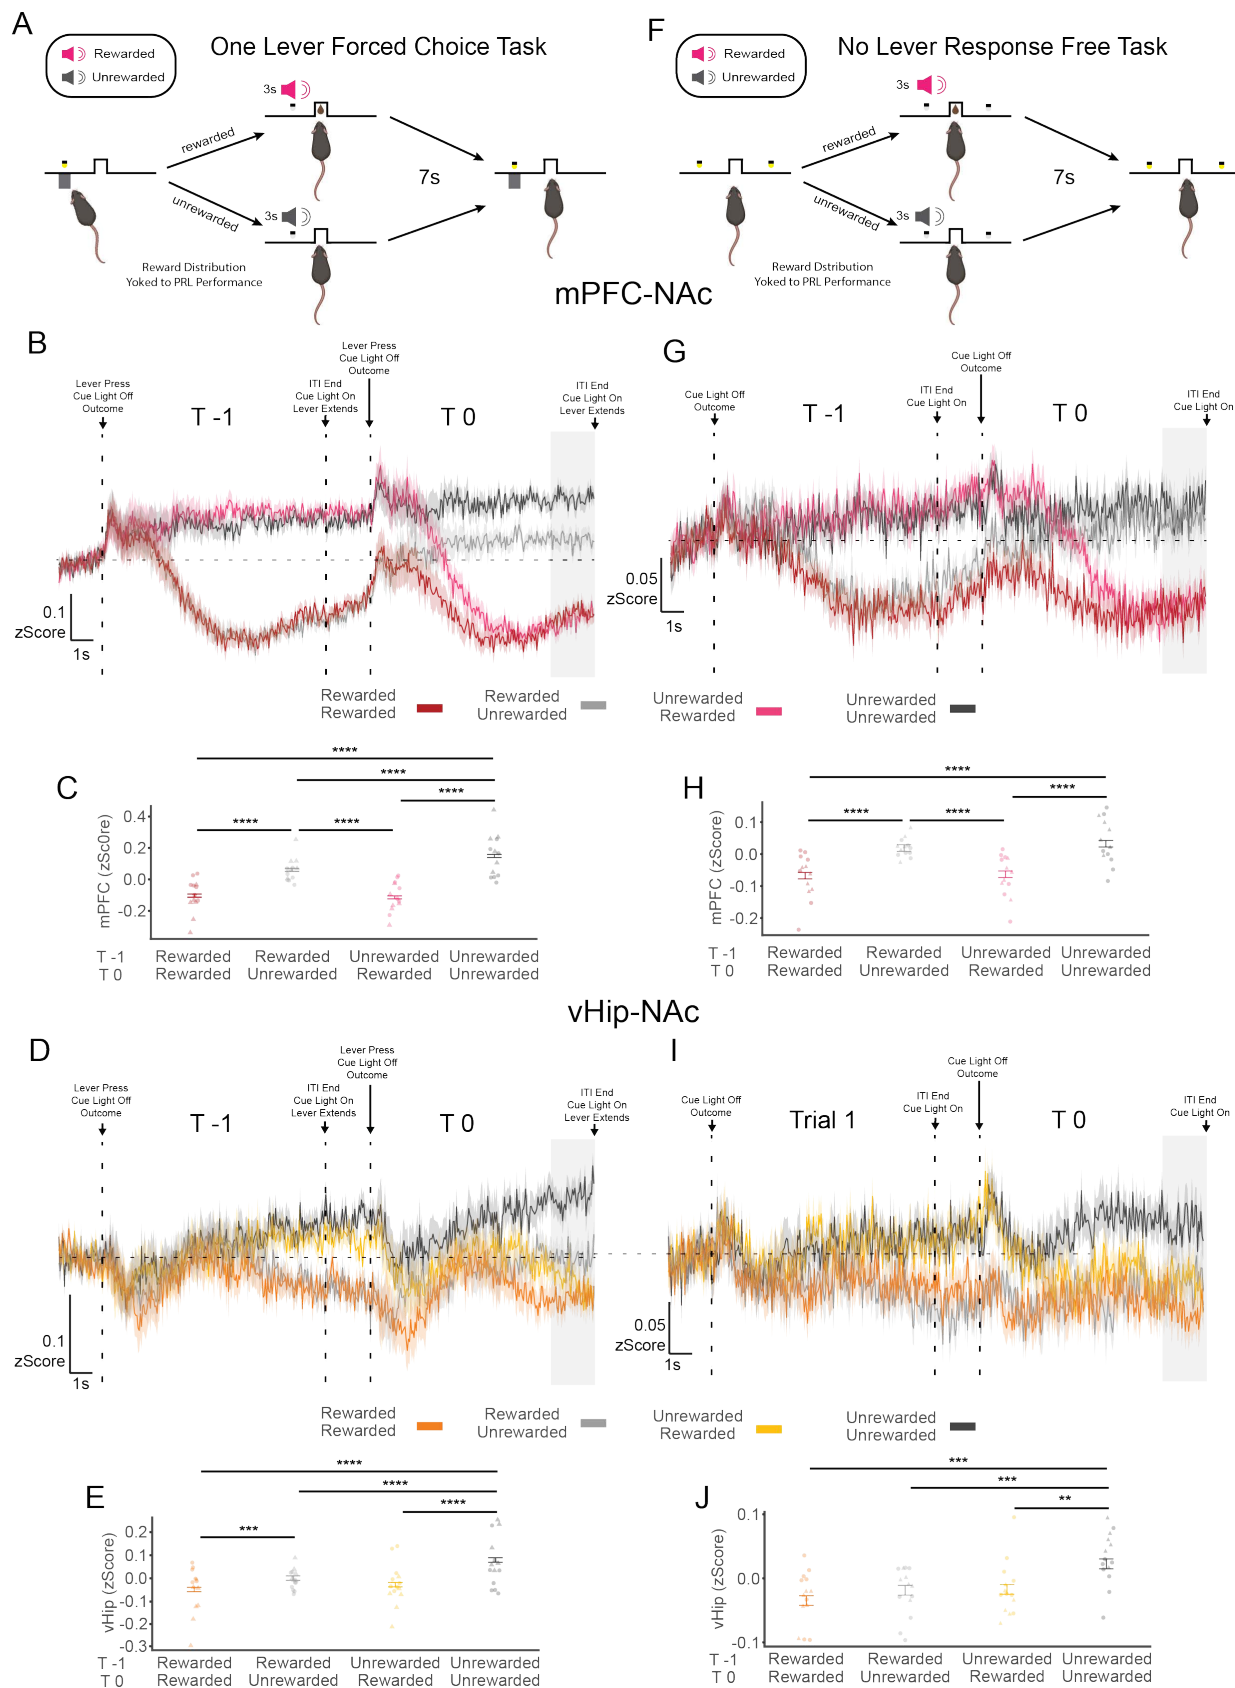 A
Rewarded
Unrewarded
One Lever Forced Choice Task
3s
rewarded
unrewarded
3s
7s
Reward Distribution
Yoked to PRL Performance
F
Rewarded
Unrewarded
No Lever Response Free Task
3s
rewarded
unrewarded
3s
7s
Reward Dstribution
Yoked to PRL Performance
mPFC-NAc
B
Lever Press
Cue Light Off
Outcome
T -1
ITI End
Cue Light On
Lever Extends
Lever Press
Cue Light Off
Outcome
T 0
ITI End
Cue Light On
Lever Extends
0.1
zScore
1s
G
Cue Light Off
Outcome
T -1
ITI End
Cue Light On
Cue Light Off
Outcome
T 0
ITI End
Cue Light On
0.05
zScore
1s
Rewarded
Rewarded
Rewarded
Unrewarded
Unrewarded
Rewarded
Unrewarded
Unrewarded
C
****
****
****
****
****
mPFC (zSc0re)
0.4
0.2
0.0
-0.2
T -1 Rewarded Rewarded Unrewarded Unrewarded
T 0 Rewarded Unrewarded Rewarded Unrewarded
H
****
****
****
****
mPFC (zScore)
0.1
0.0
-0.1
-0.2
T -1 Rewarded Rewarded Unrewarded Unrewarded
T 0 Rewarded Unrewarded Rewarded Unrewarded
vHip-NAc
D
Lever Press
Cue Light Off
Outcome
T -1
ITI End
Cue Light On
Lever Extends
Lever Press
Cue Light Off
Outcome
T 0
ITI End
Cue Light On
Lever Extends
0.1
zScore
1s
I
Cue Light Off
Outcome
Trial 1
ITI End
Cue Light On
Cue Light Off
Outcome
T 0
ITI End
Cue Light On
0.05
zScore
1s
Rewarded
Rewarded
Rewarded
Unrewarded
Unrewarded
Rewarded
Unrewarded
Unrewarded
E
****
****
****
***
vHip (zScore)
0.2
0.1
0.0
-0.1
-0.2
-0.3
T -1 Rewarded Rewarded Unrewarded Unrewarded
T 0 Rewarded Unrewarded Rewarded Unrewarded
J
***
***
**
vHip (zScore)
0.1
0.0
-0.1
T -1 Rewarded Rewarded Unrewarded Unrewarded
T 0 Rewarded Unrewarded Rewarded Unrewarded